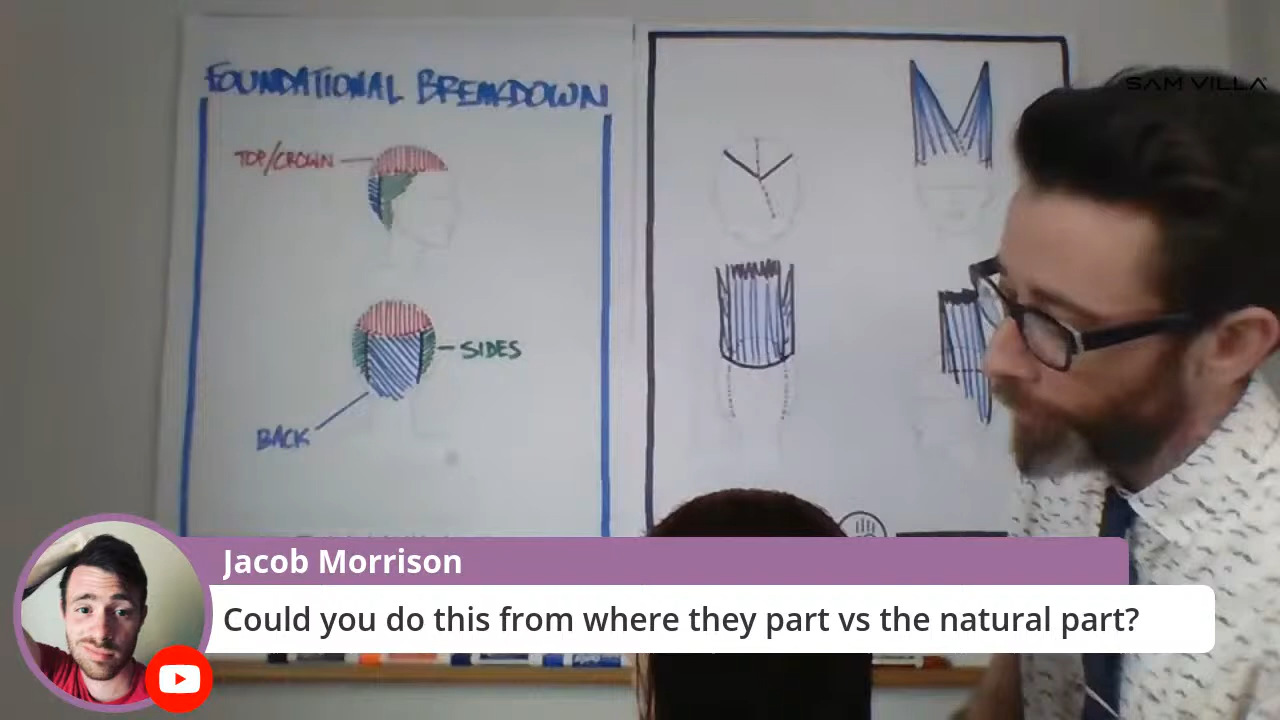 FOUNDATIONAL BREAKDOWN
SAM VILLA
TOP/CROWN
SIDES
BACK
Jacob Morrison
Could you do this from where they part vs the natural part?